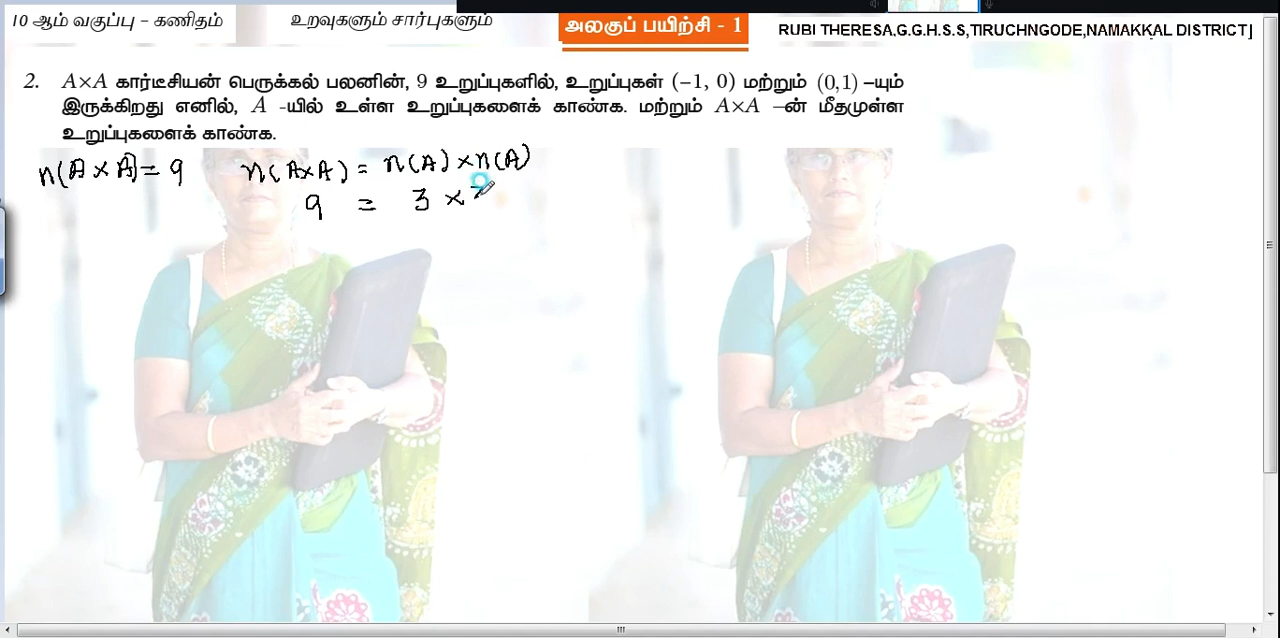 10 ஆம் வகுப்பு – கணிதம்
உறவுகளும் சார்புகளும்
அலகுப் பயிற்சி - 1
RUBI THERESA,G.G.H.S.S,TIRUCHNGODE,NAMAKKAL DISTRICT]
2. A×A கார்டீசியன் பெருக்கல் பலனின், 9 உறுப்புகளில், உறுப்புகள் (−1, 0) மற்றும் (0,1) –யும்
இருக்கிறது எனில், A -யில் உள்ள உறுப்புகளைக் காண்க. மற்றும் A×A –ன் மீதமுள்ள
உறுப்புகளைக் காண்க.
n(A×A)=9 n(A×A) = n(A)×n(A)
9 = 3 ×